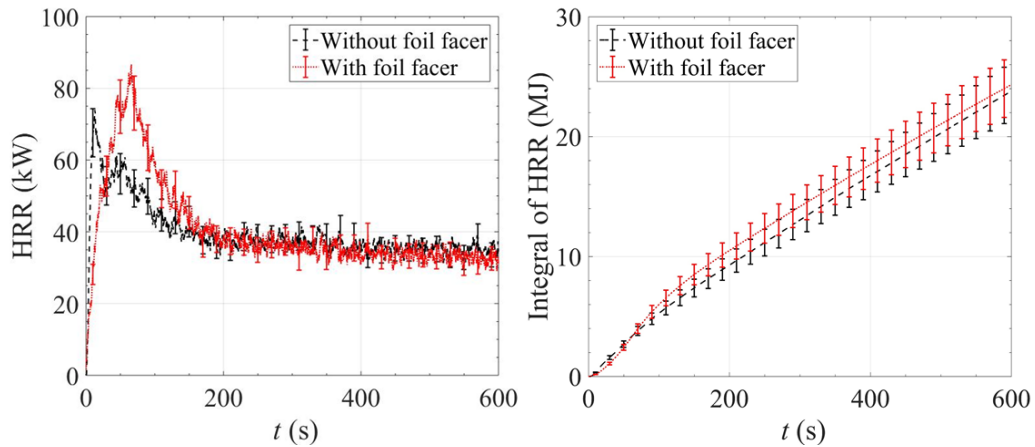 100
80
60
40
20
0
HRR (kW)
Without foil facer
With foil facer
0 200 400 600
t (s)
30
20
10
0
Integral of HRR (MJ)
Without foil facer
With foil facer
0 200 400 600
t (s)